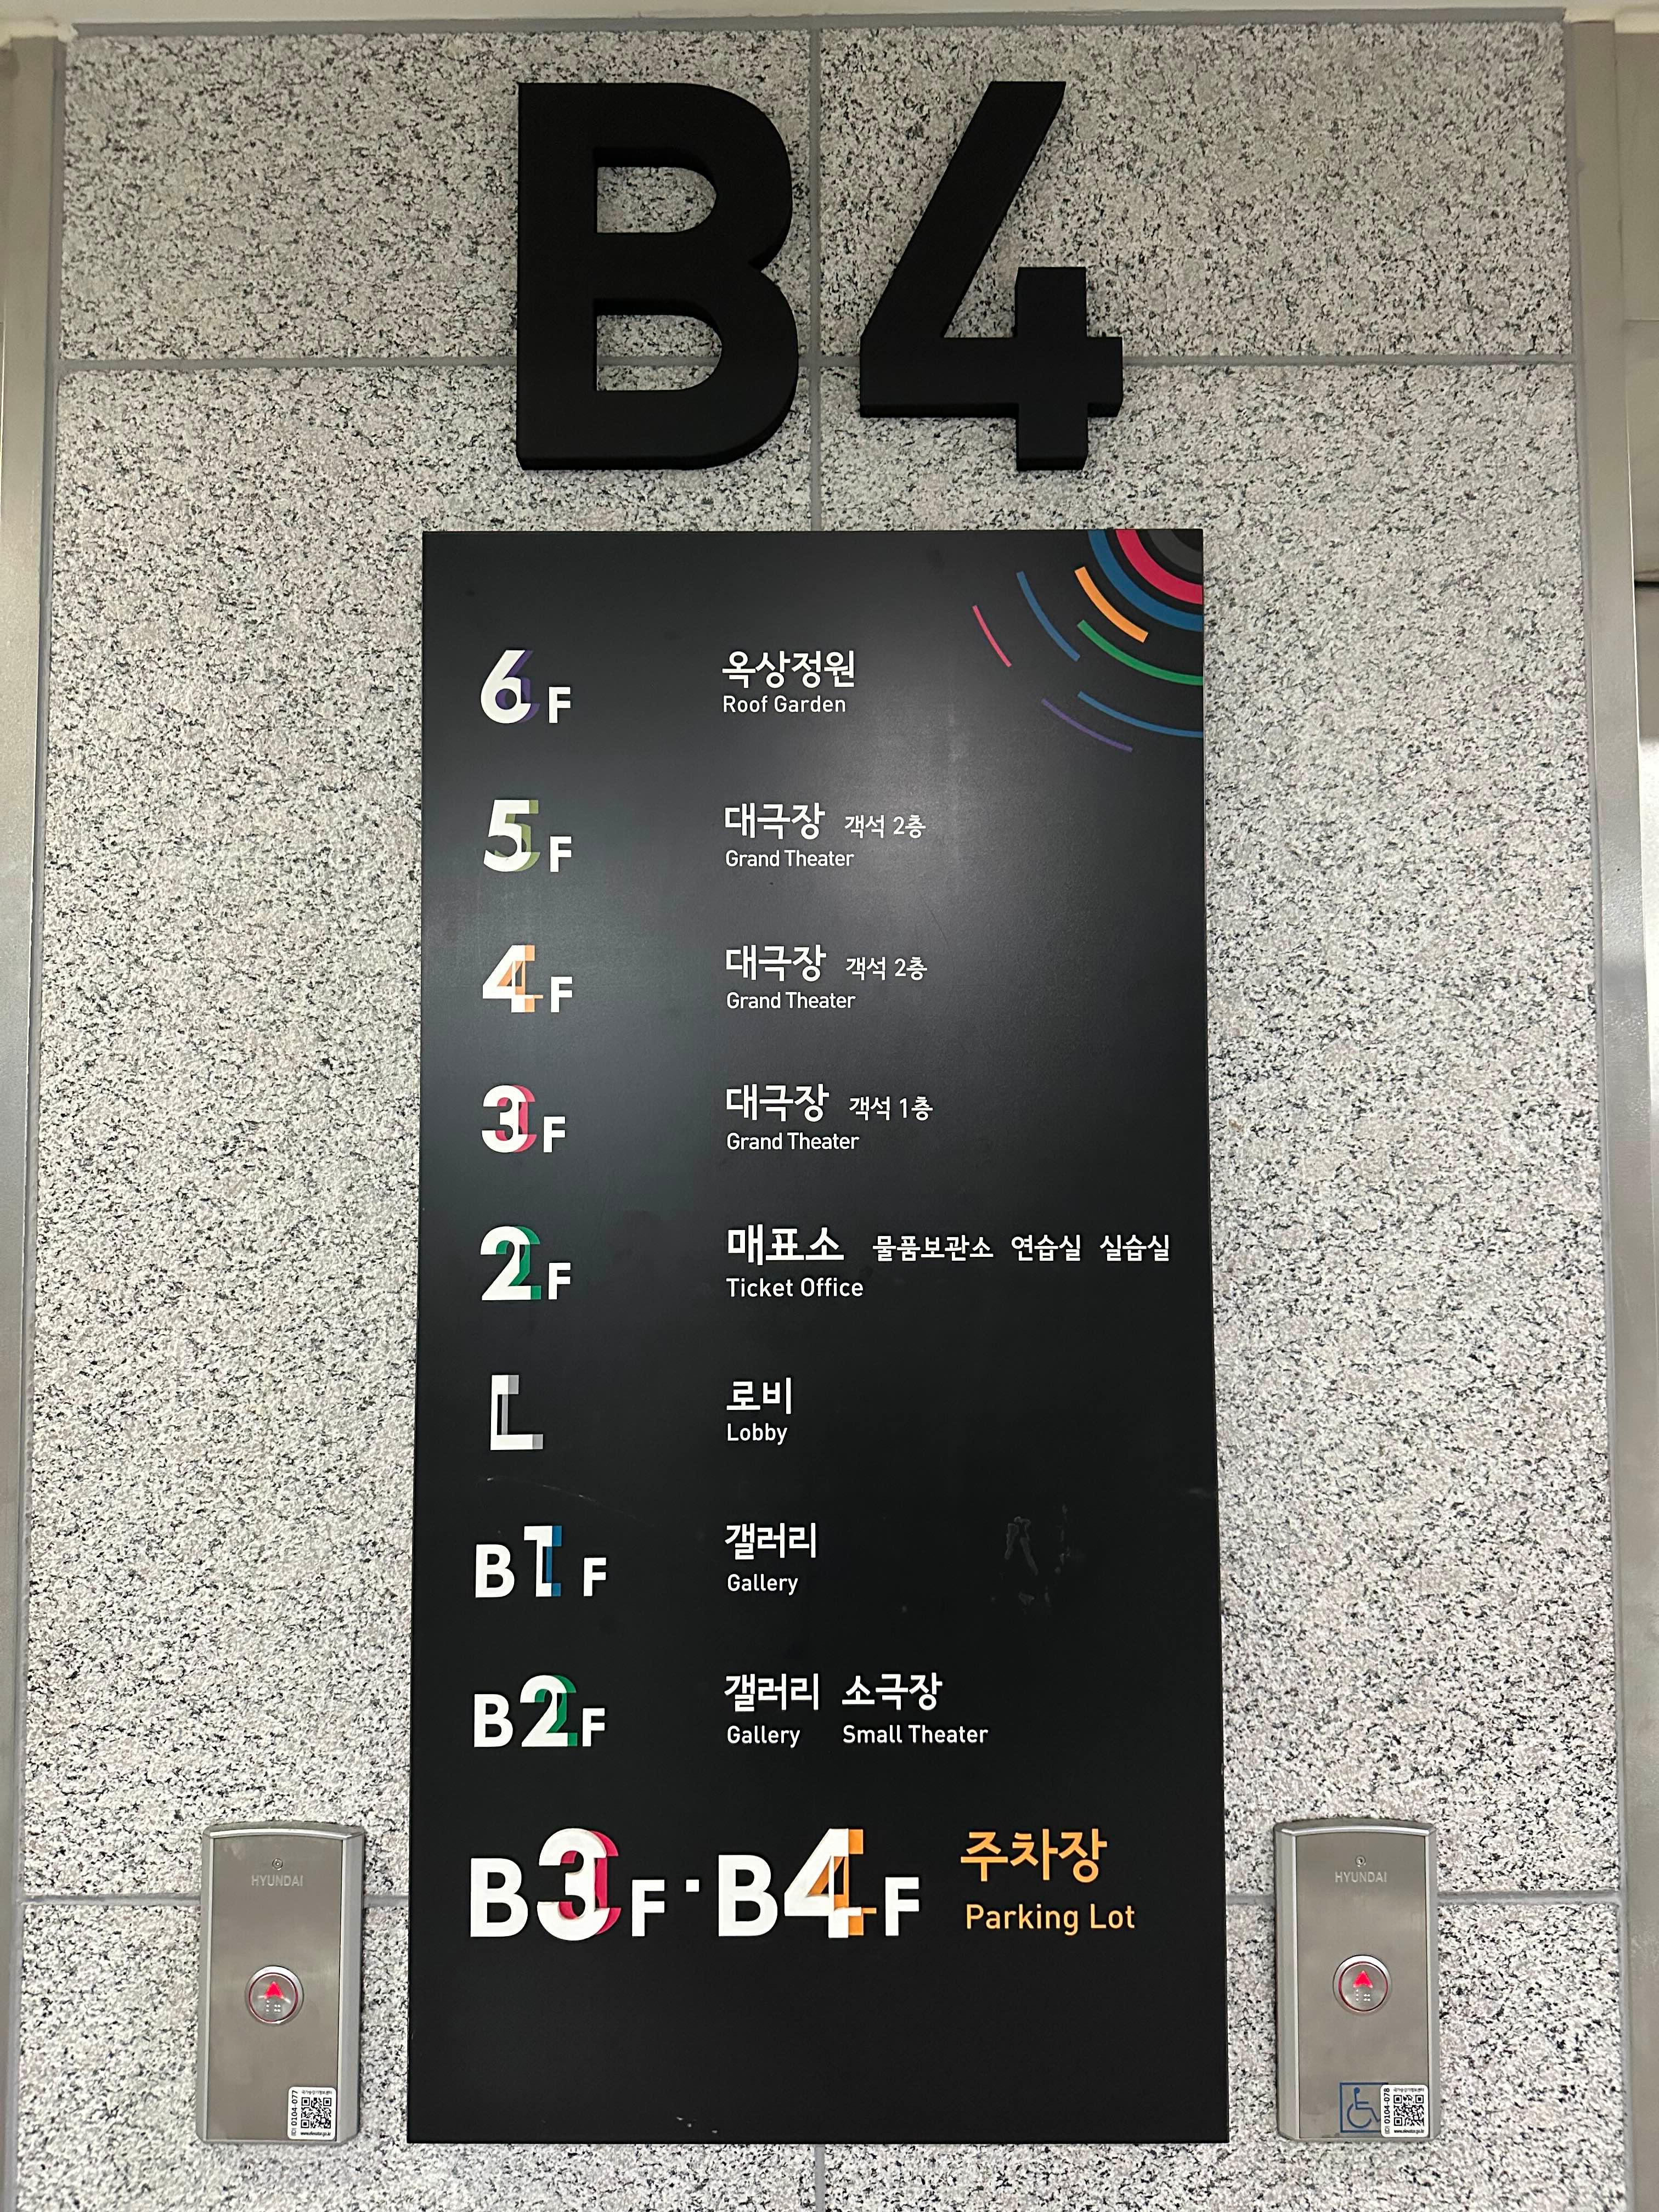 B4
6F 옥상정원
Roof Garden
5F 대극장 객석 2층
Grand Theater
4F 대극장 객석 2층
Grand Theater
3F 대극장 객석 1층
Grand Theater
2F 매표소 물품보관소 연습실 실습실
Ticket Office
L 로비
Lobby
B1F 갤러리
Gallery
B2F 갤러리 소극장
Gallery Small Theater
B3F·B4F 주차장
Parking Lot
HYUNDAI
0104-077
HYUNDAI
0104-078